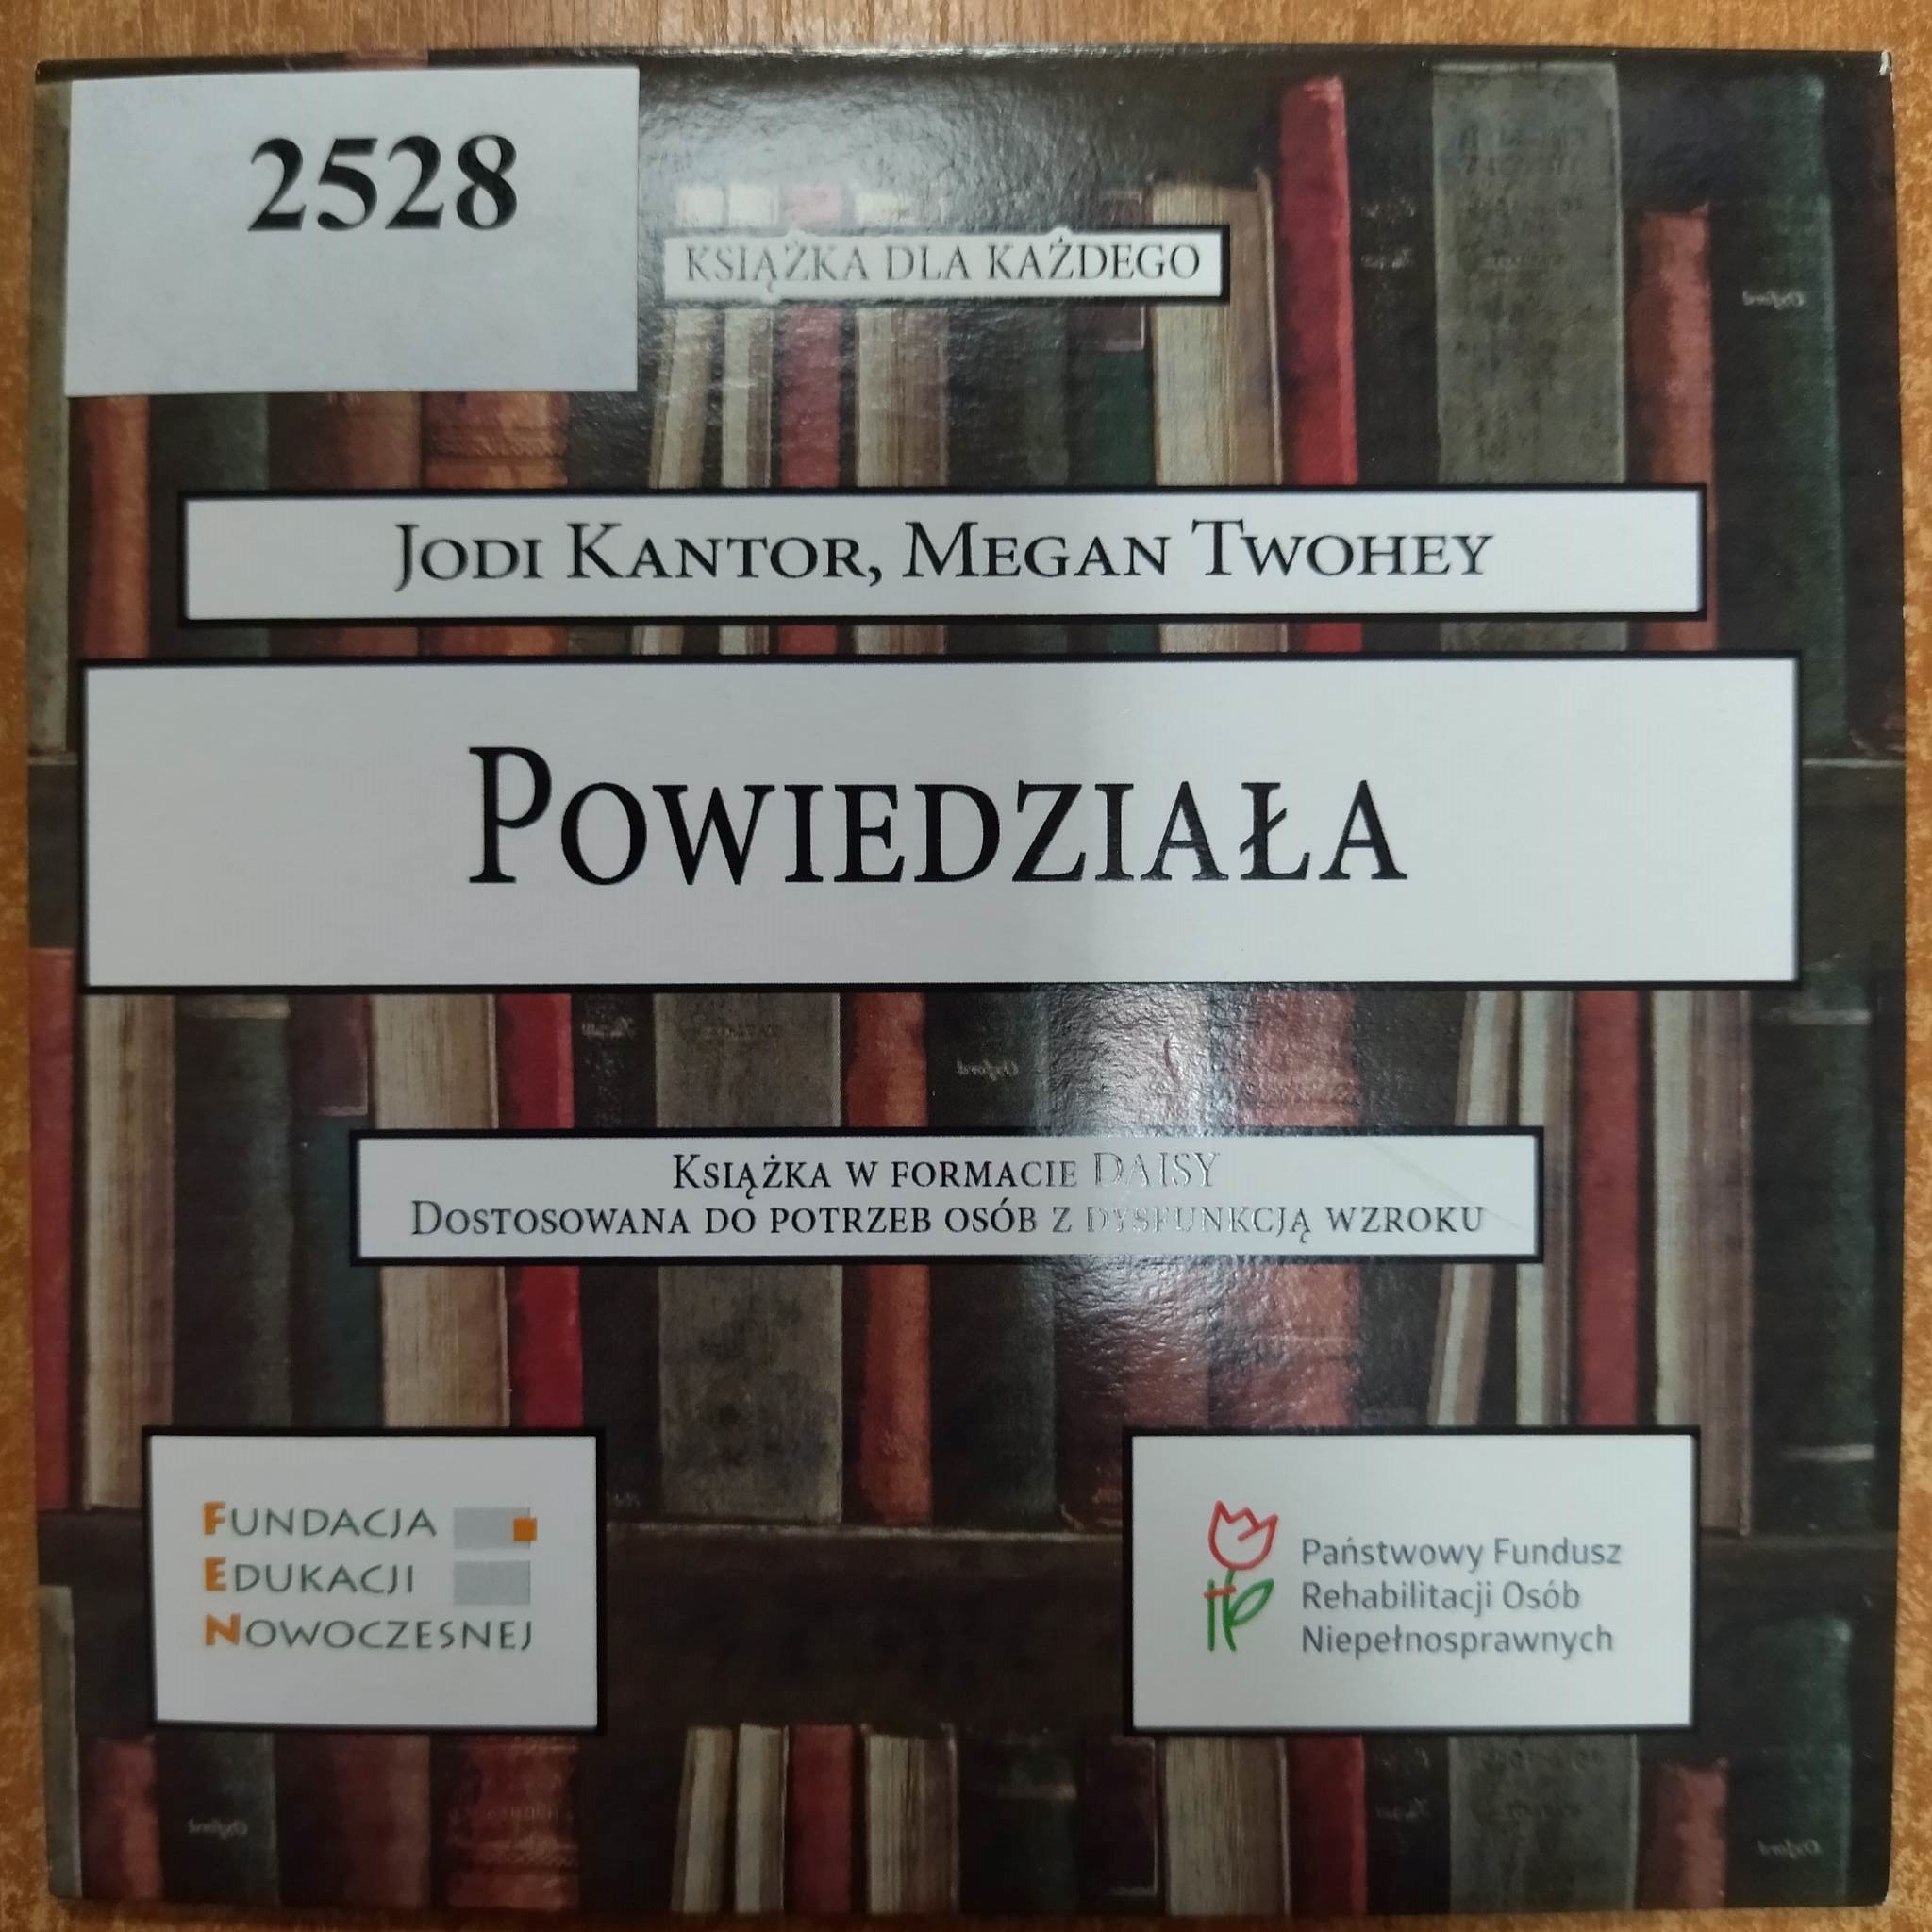 2528
KSIĄŻKA DLA KAŻDEGO
JODI KANTOR, MEGAN TWOHEY
POWIEDZIAŁA
KSIĄŻKA W FORMACIE DAISY
DOSTOSOWANA DO POTRZEB OSÓB Z DYSFUNKCJĄ WZROKU
FUNDACJA
EDUKACJI
NOWOCZESNEJ
Państwowy Fundusz
Rehabilitacji Osób
Niepełnosprawnych